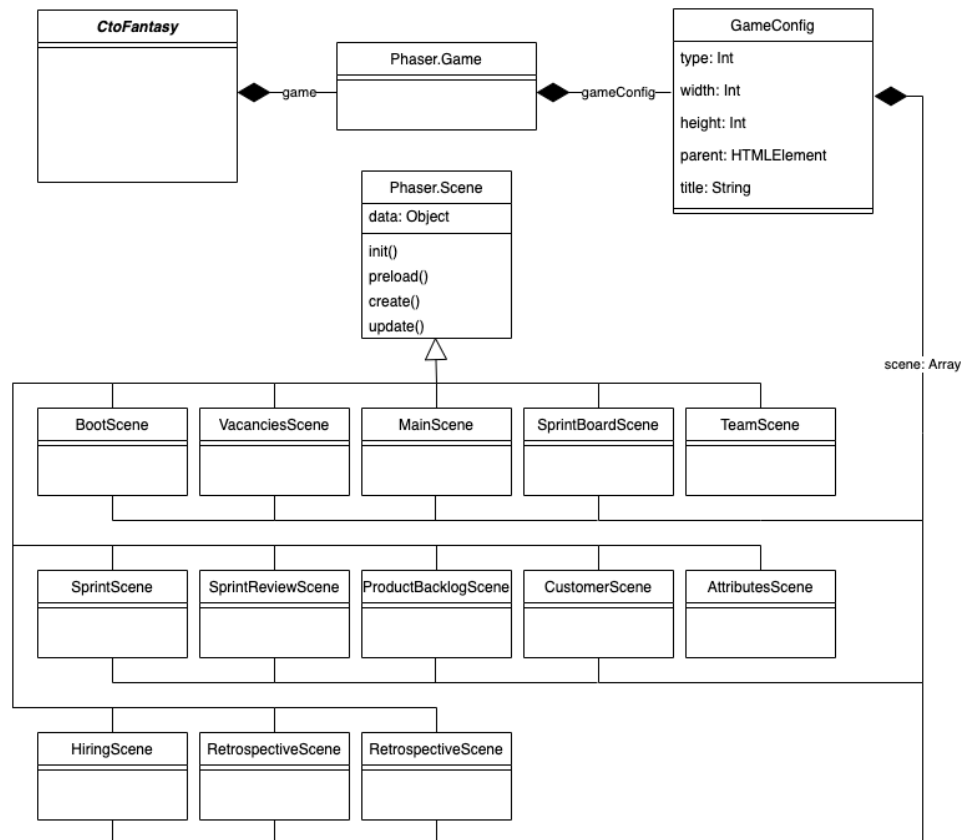 CtoFantasy
game
Phaser.Game
gameConfig
GameConfig
type: Int
width: Int
height: Int
parent: HTMLElement
title: String
Phaser.Scene
data: Object
init()
preload()
create()
update()
scene: Array
BootScene
VacanciesScene
MainScene
SprintBoardScene
TeamScene
SprintScene
SprintReviewScene
ProductBacklogScene
CustomerScene
AttributesScene
HiringScene
RetrospectiveScene
RetrospectiveScene